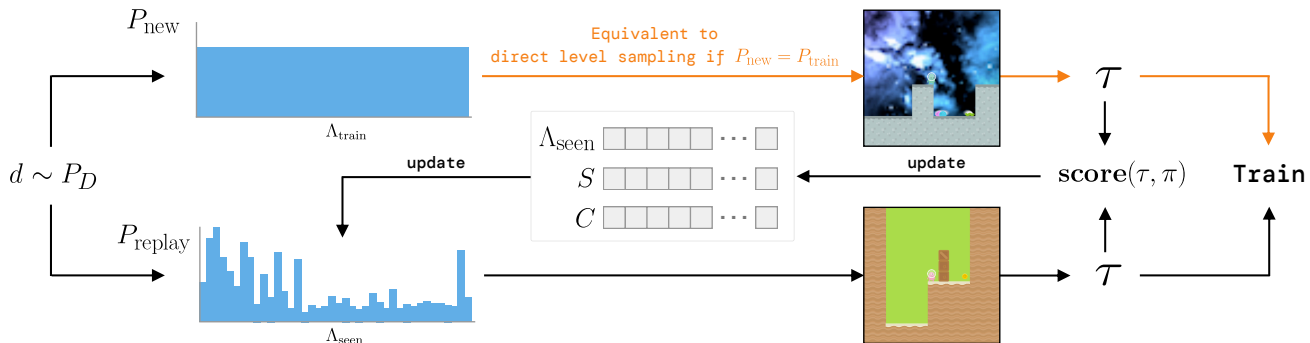 P_new
Λ_train
Equivalent to
direct level sampling if P_new = P_train
τ
d ∼ P_D
update
Λ_seen ...
S ...
C ...
update
score(τ, π)
Train
P_replay
Λ_seen
τ